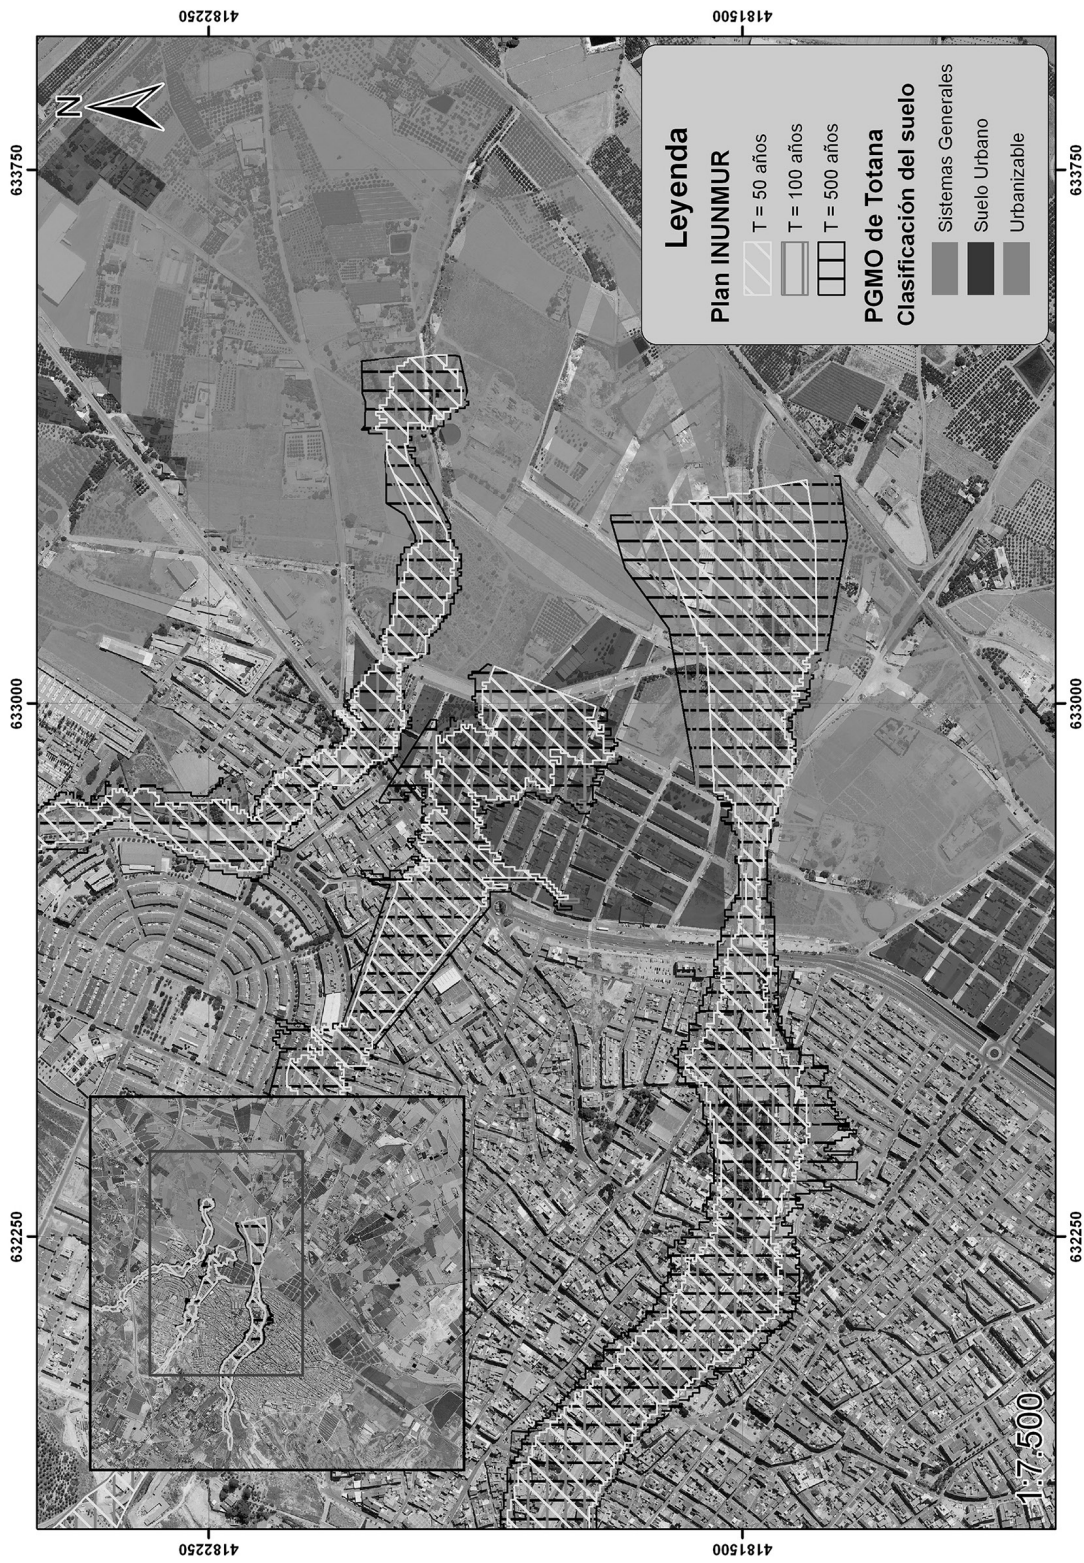 4182250
4181500
N
633750
633750
Leyenda
Plan INUNMUR
T = 50 años
T = 100 años
T = 500 años
PGMO de Totana
Clasificación del suelo
Sistemas Generales
Suelo Urbano
Urbanizable
633000
633000
632250
632250
1:7.500
4182250
4181500